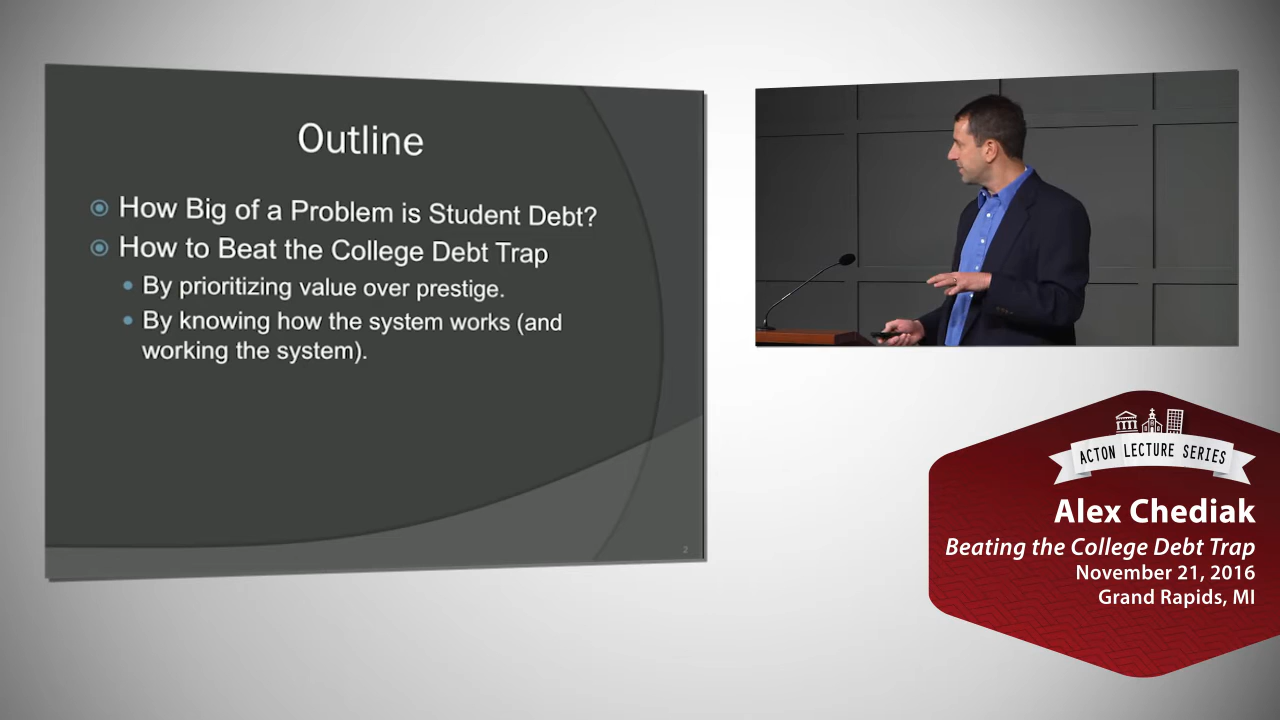 Outline
How Big of a Problem is Student Debt?
How to Beat the College Debt Trap
By prioritizing value over prestige.
By knowing how the system works (and
working the system).
2
ACTON LECTURE SERIES
Alex Chediak
Beating the College Debt Trap
November 21, 2016
Grand Rapids, MI